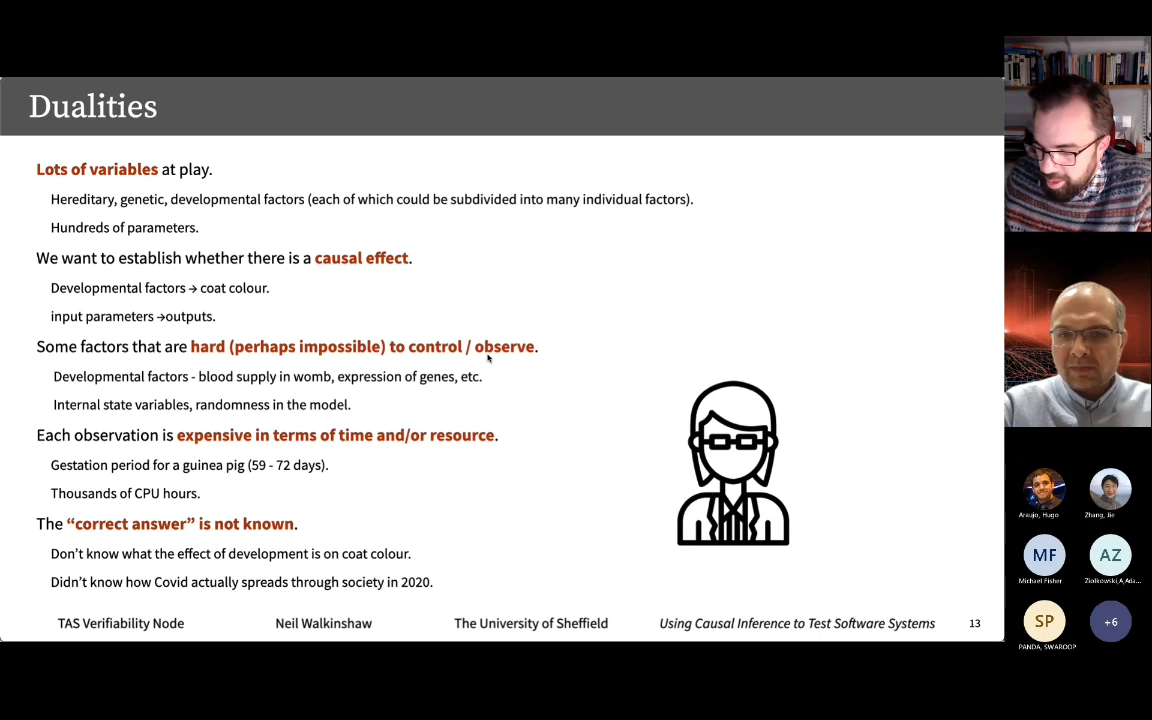 Dualities
Lots of variables at play.
Hereditary, genetic, developmental factors (each of which could be subdivided into many individual factors).
Hundreds of parameters.
We want to establish whether there is a causal effect.
Developmental factors → coat colour.
input parameters →outputs.
Some factors that are hard (perhaps impossible) to control / observe.
Developmental factors - blood supply in womb, expression of genes, etc.
Internal state variables, randomness in the model.
Each observation is expensive in terms of time and/or resource.
Gestation period for a guinea pig (59 - 72 days).
Thousands of CPU hours.
The “correct answer” is not known.
Don’t know what the effect of development is on coat colour.
Didn’t know how Covid actually spreads through society in 2020.
TAS Verifiability Node Neil Walkinshaw The University of Sheffield Using Causal Inference to Test Software Systems 13
Araujo, Hugo Zhang, Jie
MF AZ
Michael Fisher Ziolkowski,A,Ada...
SP +6
PANDA, SWAROOP